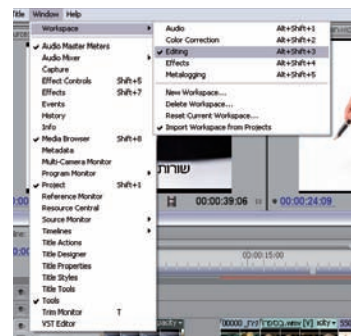 Title Window Help
Workspace
Audio Master Meters
Audio Mixer
Capture
Effect Controls Shift+5
Effects Shift+7
Events
History
Info
Media Browser Shift+8
Metadata
Multi-Camera Monitor
Program Monitor
Project Shift+1
Reference Monitor
Resource Central
Source Monitor
Timelines
Title Actions
Title Designer
Title Properties
Title Styles
Title Tools
Tools
Trim Monitor T
VST Editor
Audio Alt+Shift+1
Color Correction Alt+Shift+2
Editing Alt+Shift+3
Effects Alt+Shift+4
Metalogging Alt+Shift+5
New Workspace...
Delete Workspace...
Reset Current Workspace...
Import Workspace from Projects
שורות
00:00:39:06
00:00:24:09
00:00:15:00